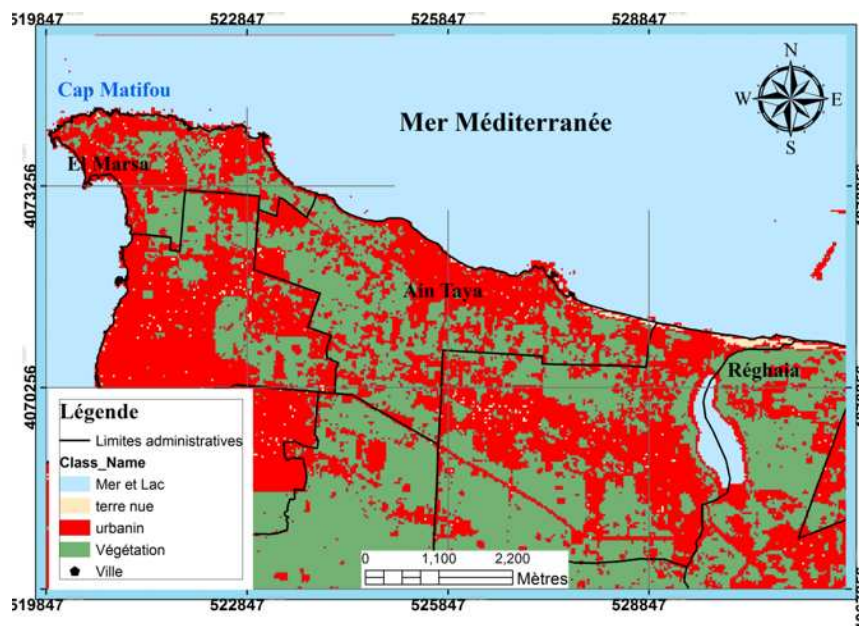 519847 522847 525847 528847
Cap Matifou
N
W E
S
Mer Méditerranée
El Marsa
4073256
Ain Taya
4070256
Réghaia
Légende
Limites administratives
Class_Name
Mer et Lac
terre nue
urbanin
Végétation
Ville
0 1,100 2,200
Mètres
519847 522847 525847 528847